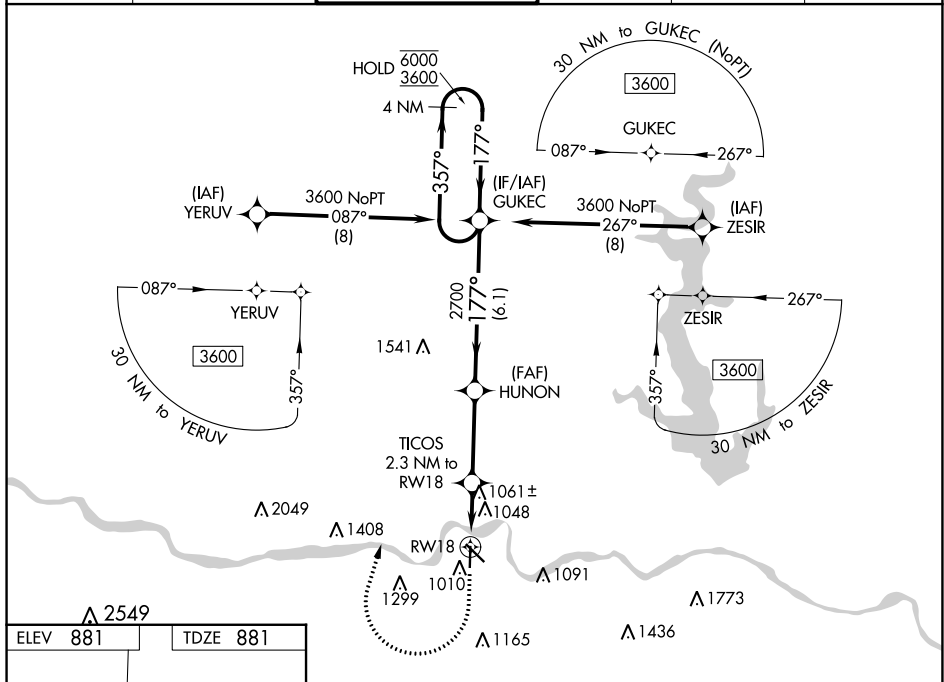 30 NM to GUKEC (NoPT)
3600
GUKEC
087°
267°
HOLD 6000
3600
4 NM
357°
177°
(IF/IAF)
GUKEC
(IAF)
YERUV
3600 NoPT
087°
(8)
3600 NoPT
267°
(8)
(IAF)
ZESIR
087°
YERUV
3600
357°
30 NM to YERUV
2700
177°
(6.1)
267°
ZESIR
3600
357°
30 NM to ZESIR
1541
(FAF)
HUNON
TICOS
2.3 NM to
RW18
1061±
1048
2049
1408
RW18
1010
1299
1091
1773
2549
1165
1436
ELEV 881
TDZE 881